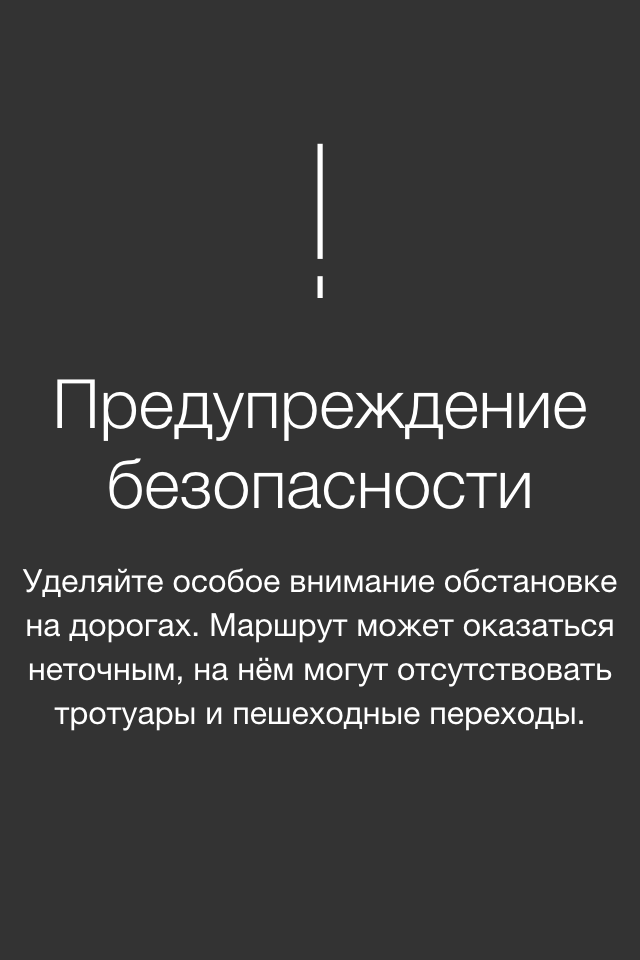 Предупреждение
безопасности
Уделяйте особое внимание обстановке
на дорогах. Маршрут может оказаться
неточным, на нём могут отсутствовать
тротуары и пешеходные переходы.